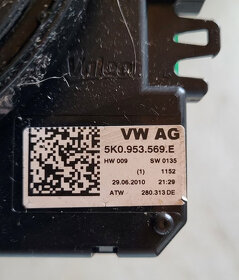 Valeo
VW AG
5K0.953.569.E
HW 009 SW 0135
(1) 1152
29.06.2010 21:29
ATW 280.313 DE